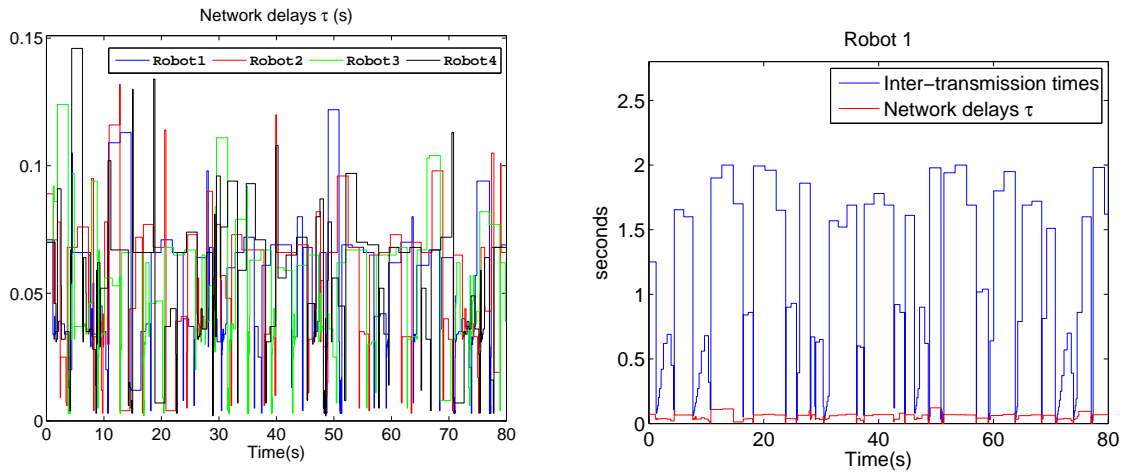 Network delays τ (s)
0.15
0.1
0.05
0
Robot1 Robot2 Robot3 Robot4
0 10 20 30 40 50 60 70 80
Time(s)
Robot 1
2.5
2
1.5
1
0.5
0
seconds
Inter−transmission times
Network delays τ
0 20 40 60 80
Time(s)